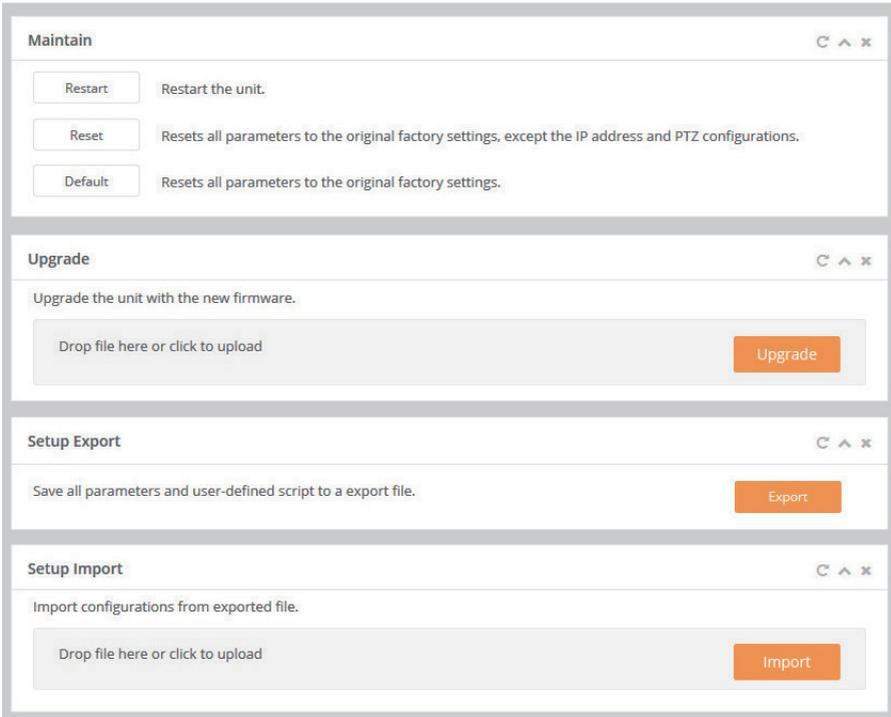 Maintain
Restart Restart the unit.
Reset Resets all parameters to the original factory settings, except the IP address and PTZ configurations.
Default Resets all parameters to the original factory settings.
Upgrade
Upgrade the unit with the new firmware.
Drop file here or click to upload
Upgrade
Setup Export
Save all parameters and user-defined script to a export file. Export
Setup Import
Import configurations from exported file.
Drop file here or click to upload
Import